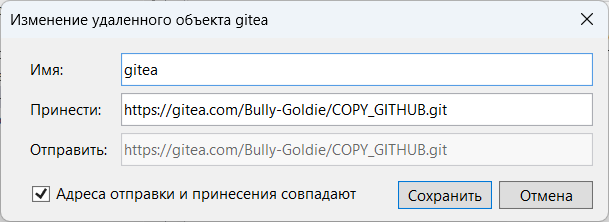 Изменение удаленного объекта gitea
Имя: gitea
Принести: https://gitea.com/Bully-Goldie/COPY_GITHUB.git
Отправить: https://gitea.com/Bully-Goldie/COPY_GITHUB.git
Адреса отправки и принесения совпадают Сохранить Отмена